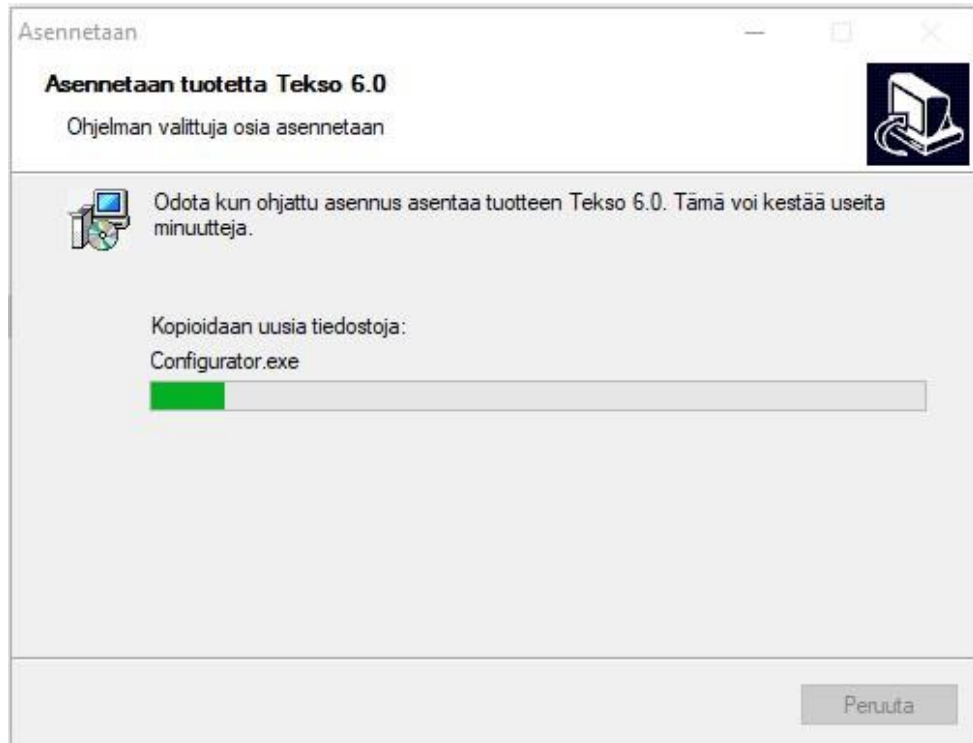 Asennetaan
Asennetaan tuotetta Tekso 6.0
Ohjelman valittuja osia asennetaan
Odota kun ohjattu asennus asentaa tuotteen Tekso 6.0. Tämä voi kestää useita
minuutteja.
Kopioidaan uusia tiedostoja:
Configurator.exe
Peruuta